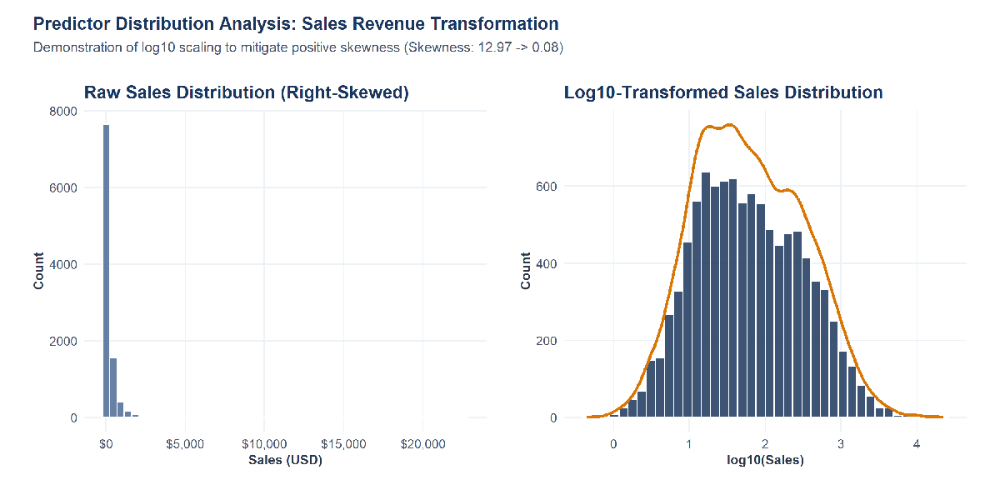 Predictor Distribution Analysis: Sales Revenue Transformation
Demonstration of log10 scaling to mitigate positive skewness (Skewness: 12.97 -> 0.08)
Raw Sales Distribution (Right-Skewed)
8000
6000
4000
2000
0
Count
$0 $5,000 $10,000 $15,000 $20,000
Sales (USD)
Log10-Transformed Sales Distribution
600
400
200
0
Count
0 1 2 3 4
log10(Sales)